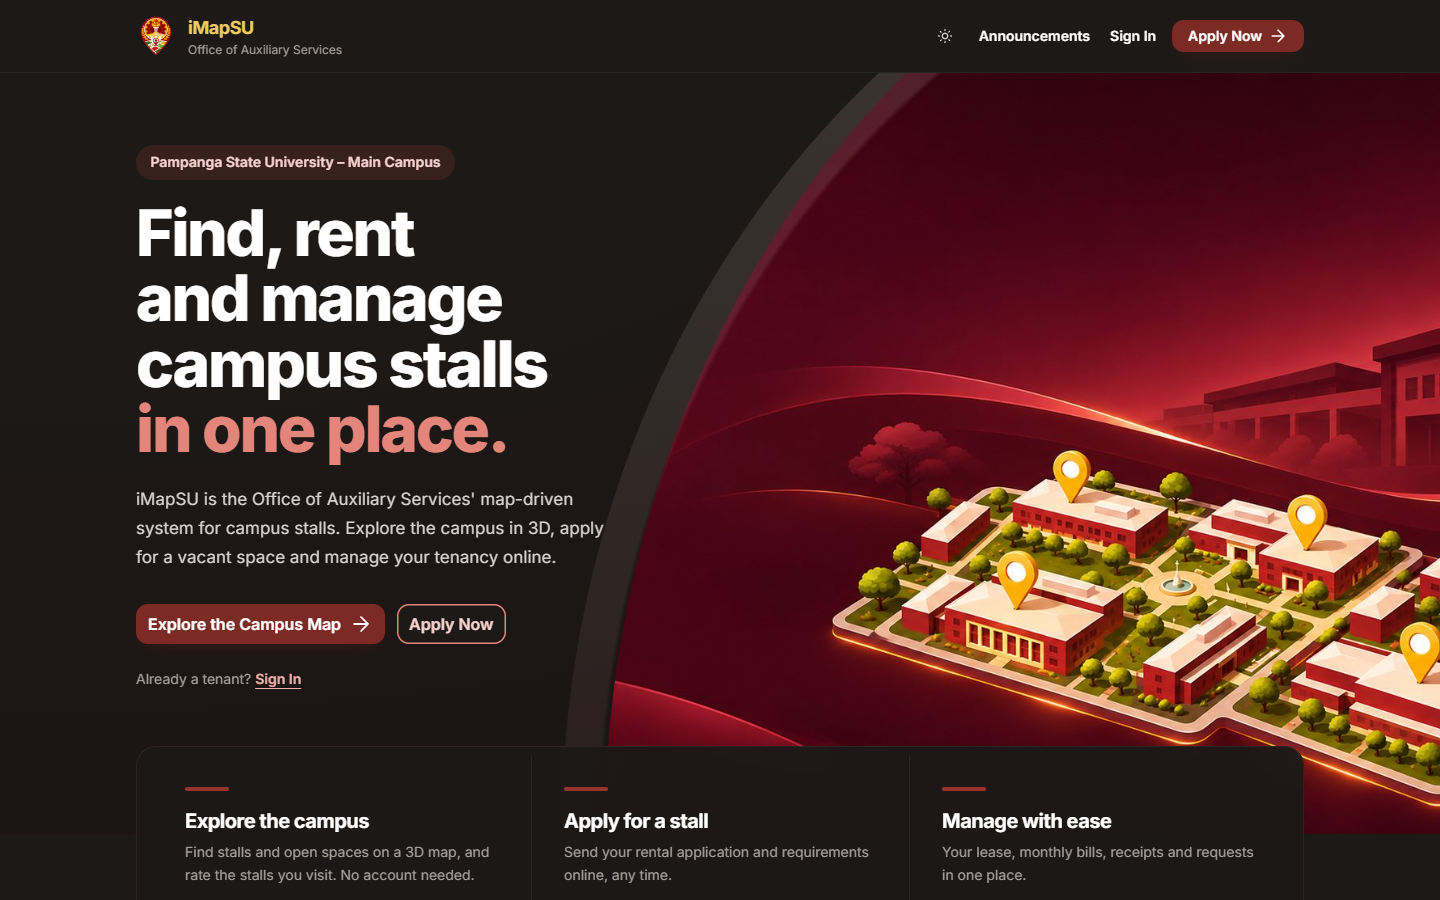 iMapSU
Office of Auxiliary Services
Announcements
Sign In
Apply Now
Pampanga State University – Main Campus
Find, rent
and manage
campus stalls
in one place.
iMapSU is the Office of Auxiliary Services' map-driven
system for campus stalls. Explore the campus in 3D, apply
for a vacant space and manage your tenancy online.
Explore the Campus Map
Apply Now
Already a tenant? Sign In
Explore the campus
Find stalls and open spaces on a 3D map, and
rate the stalls you visit. No account needed.
Apply for a stall
Send your rental application and requirements
online, any time.
Manage with ease
Your lease, monthly bills, receipts and requests
in one place.